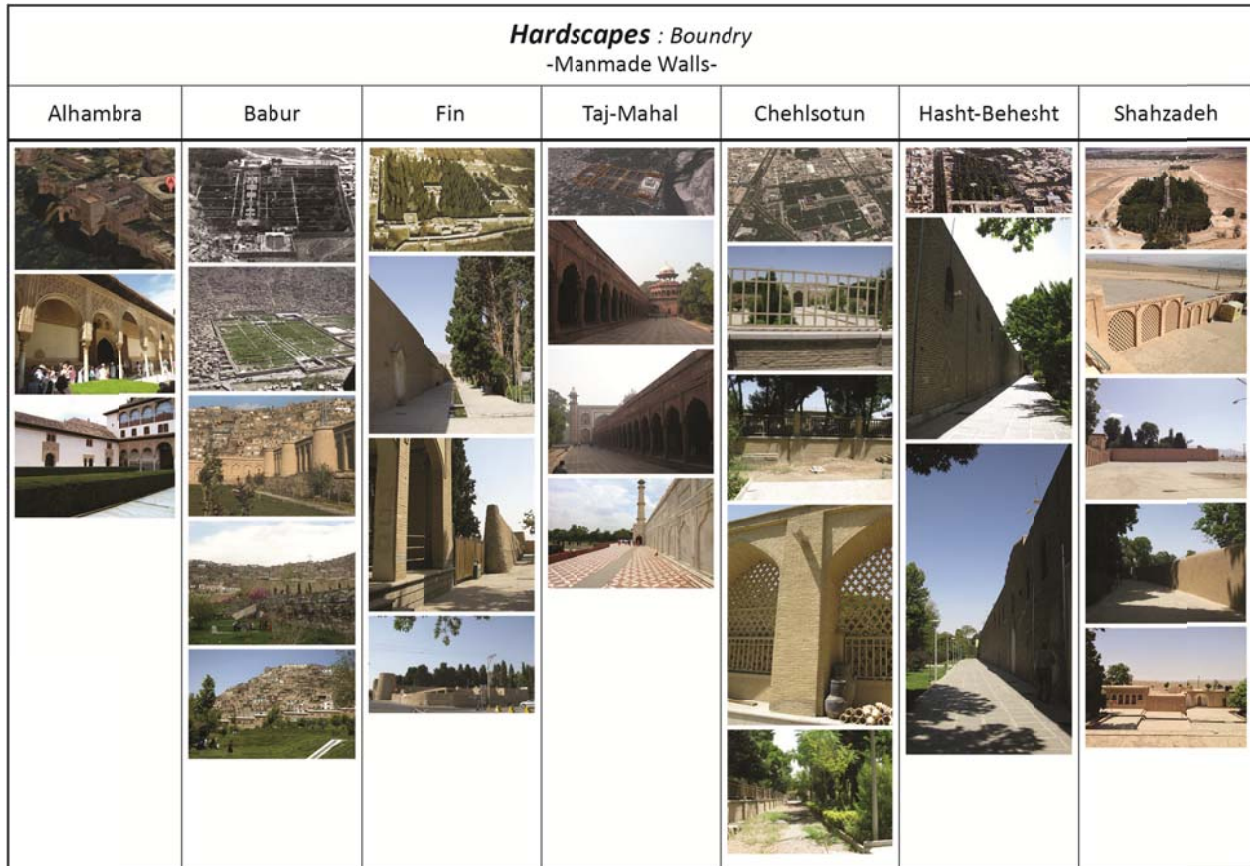 Hardscapes : Boundry
-Manmade Walls-
Alhambra
Babur
Fin
Taj-Mahal
Chehlsotun
Hasht-Behesht
Shahzadeh